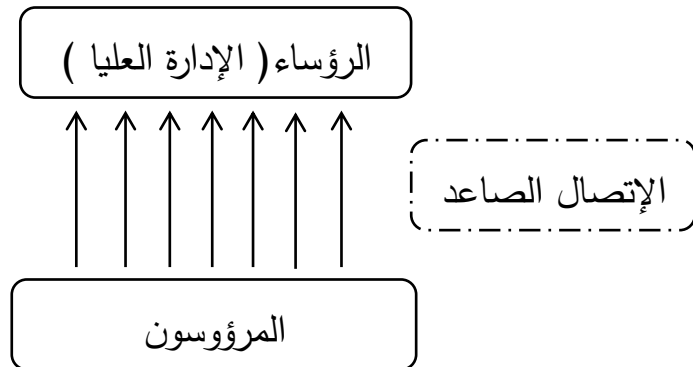 الرؤساء( الإدارة العليا )
الإتصال الصاعد
المرؤوسون